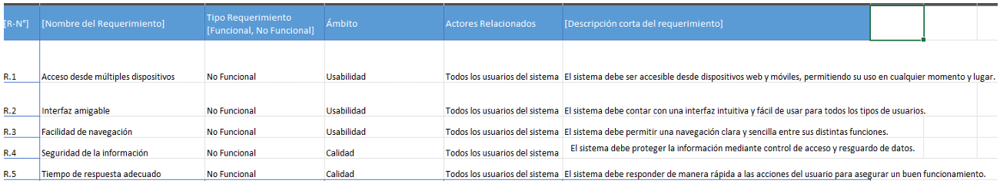 [R-N°] [Nombre del Requerimiento] Tipo Requerimiento [Funcional, No Funcional] Ámbito Actores Relacionados [Descripción corta del requerimiento]
R.1 Acceso desde múltiples dispositivos No Funcional Usabilidad Todos los usuarios del sistema El sistema debe ser accesible desde dispositivos web y móviles, permitiendo su uso en cualquier momento y lugar.
R.2 Interfaz amigable No Funcional Usabilidad Todos los usuarios del sistema El sistema debe contar con una interfaz intuitiva y fácil de usar para todos los tipos de usuarios.
R.3 Facilidad de navegación No Funcional Usabilidad Todos los usuarios del sistema El sistema debe permitir una navegación clara y sencilla entre sus distintas funciones.
R.4 Seguridad de la información No Funcional Calidad Todos los usuarios del sistema El sistema debe proteger la información mediante control de acceso y resguardo de datos.
R.5 Tiempo de respuesta adecuado No Funcional Calidad Todos los usuarios del sistema El sistema debe responder de manera rápida a las acciones del usuario para asegurar un buen funcionamiento.